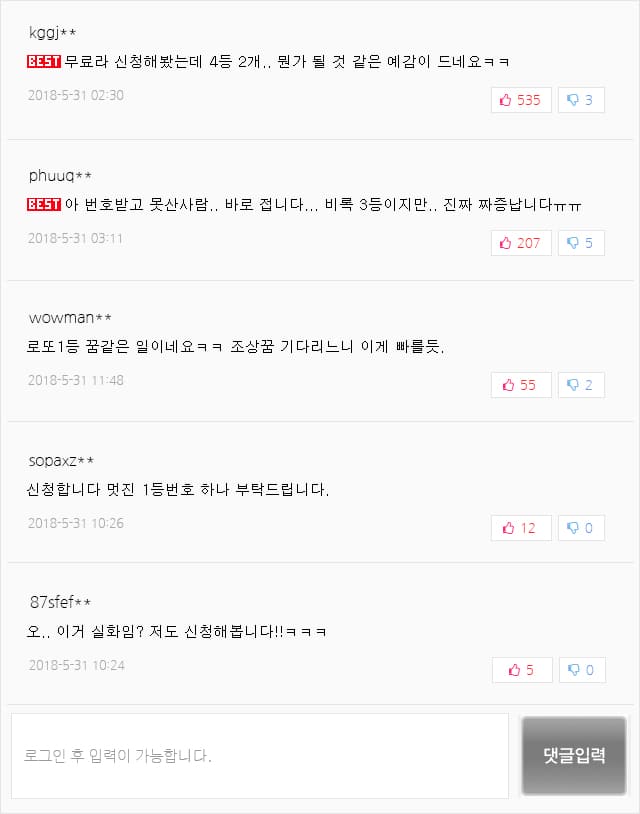 kggj**
BEST 무료라 신청해봤는데 4등 2개.. 뭔가 될 것 같은 예감이 드네요ㅋㅋ
2018-5-31 02:30
535 3
phuuq**
BEST 아 번호받고 못산사람.. 바로 접니다... 비록 3등이지만.. 진짜 짜증납니다ㅠㅠ
2018-5-31 03:11
207 5
wowman**
로또1등 꿈같은 일이네요ㅋㅋ 조상꿈 기다리느니 이게 빠를듯.
2018-5-31 11:48
55 2
sopaxz**
신청합니다 멋진 1등번호 하나 부탁드립니다.
2018-5-31 10:26
12 0
87sfef**
오.. 이거 실화임? 저도 신청해봅니다!!ㅋㅋㅋ
2018-5-31 10:24
5 0
로그인 후 입력이 가능합니다.
댓글입력